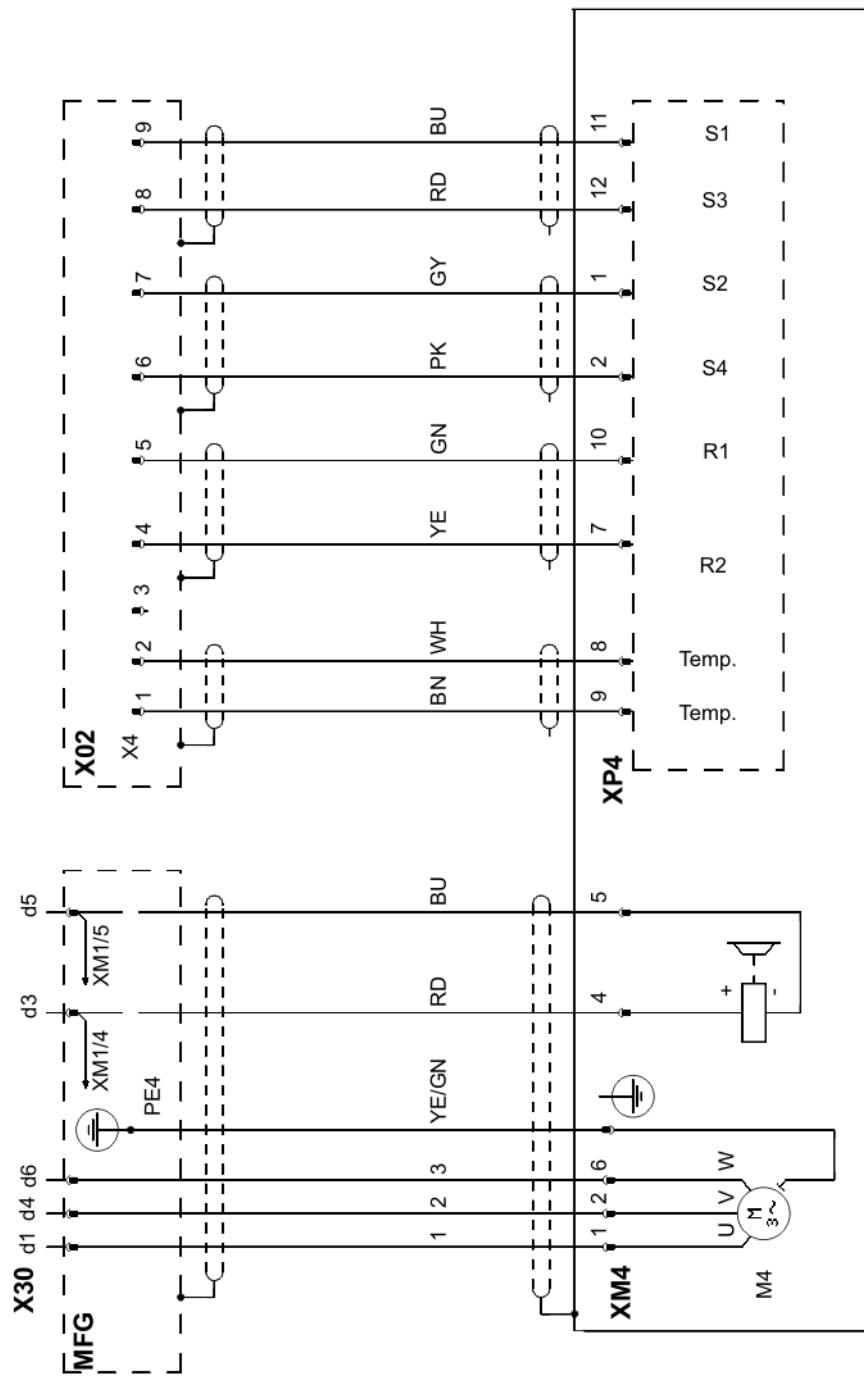 X30
d1
d4
d6
d3
d5
MFG
PE4
XM1/4
XM1/5
1
2
3
YE/GN
RD
BU
XM4
1
2
6
4
5
U
V
W
M
3~
M4
+
-
X02
X4
1
2
3
4
5
6
7
8
9
BN
WH
YE
GN
PK
GY
RD
BU
XP4
9
8
7
10
2
1
12
11
Temp.
Temp.
R2
R1
S4
S2
S3
S1